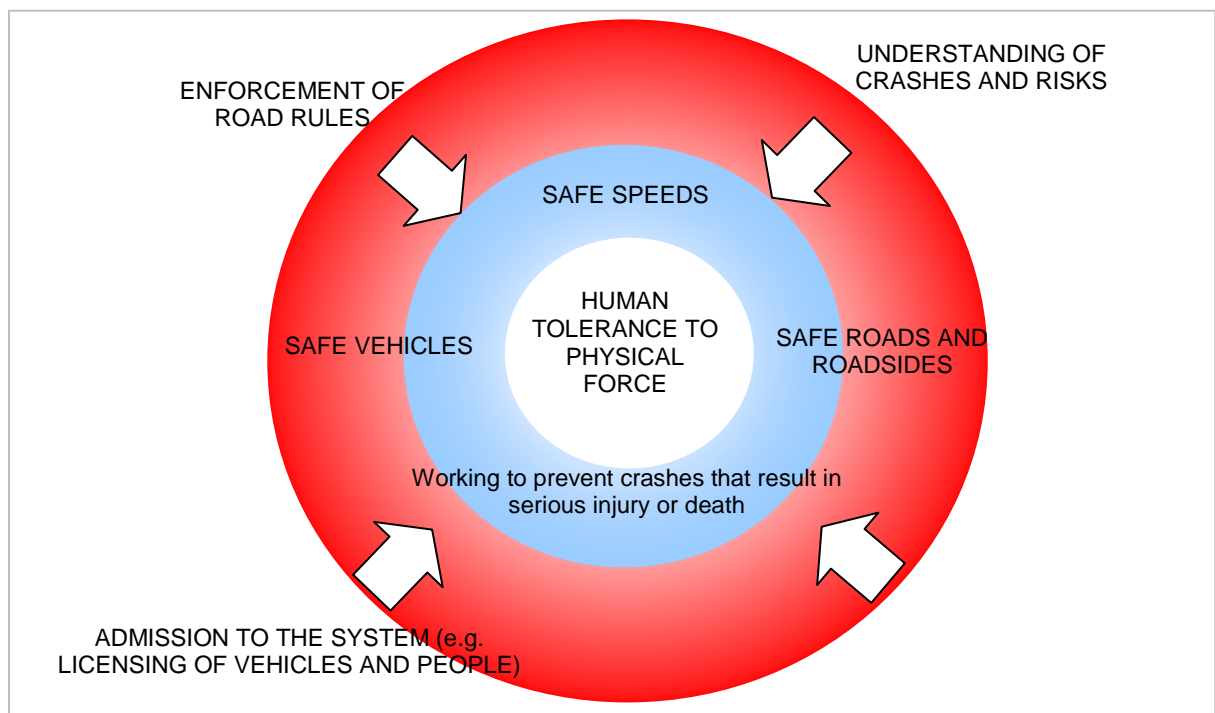 UNDERSTANDING OF
CRASHES AND RISKS
ENFORCEMENT OF
ROAD RULES
SAFE SPEEDS
HUMAN
TOLERANCE TO
PHYSICAL
FORCE
SAFE VEHICLES
SAFE ROADS AND
ROADSIDES
Working to prevent crashes that result in
serious injury or death
ADMISSION TO THE SYSTEM (e.g.
LICENSING OF VEHICLES AND PEOPLE)